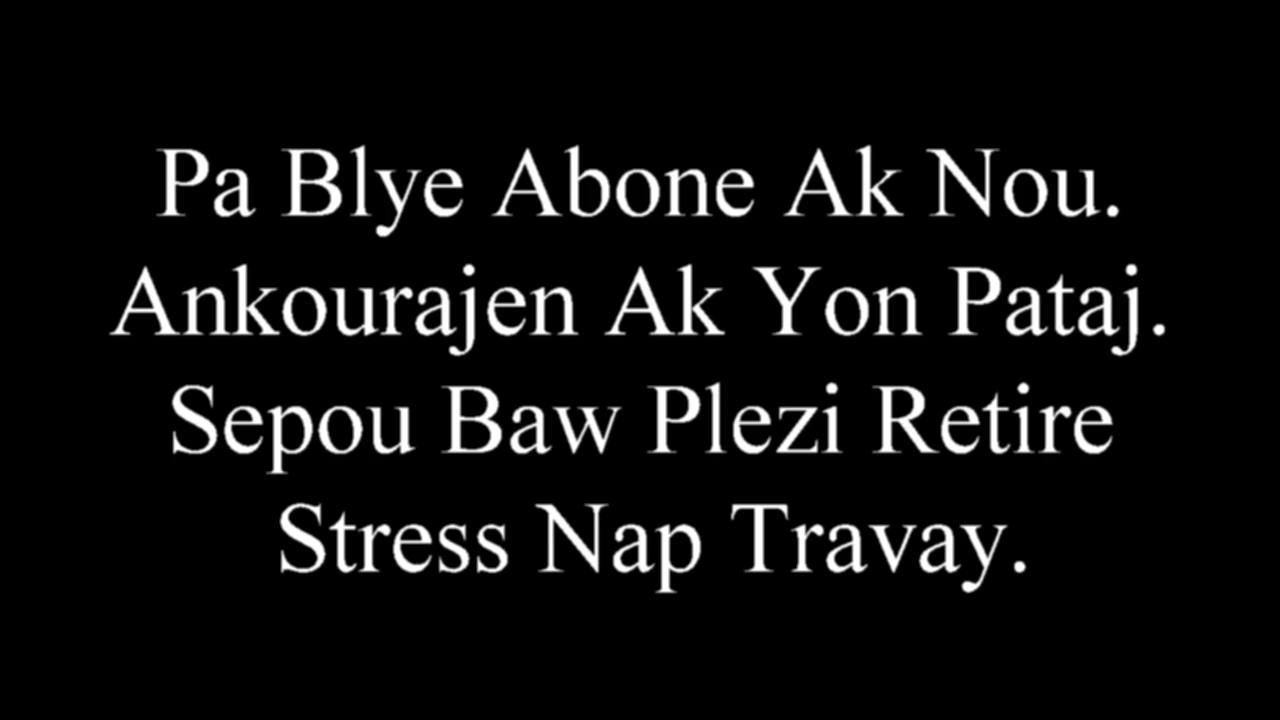 Pa Blye Abone Ak Nou.
Ankourajen Ak Yon Pataj.
Sepou Baw Plezi Retire
Stress Nap Travay.